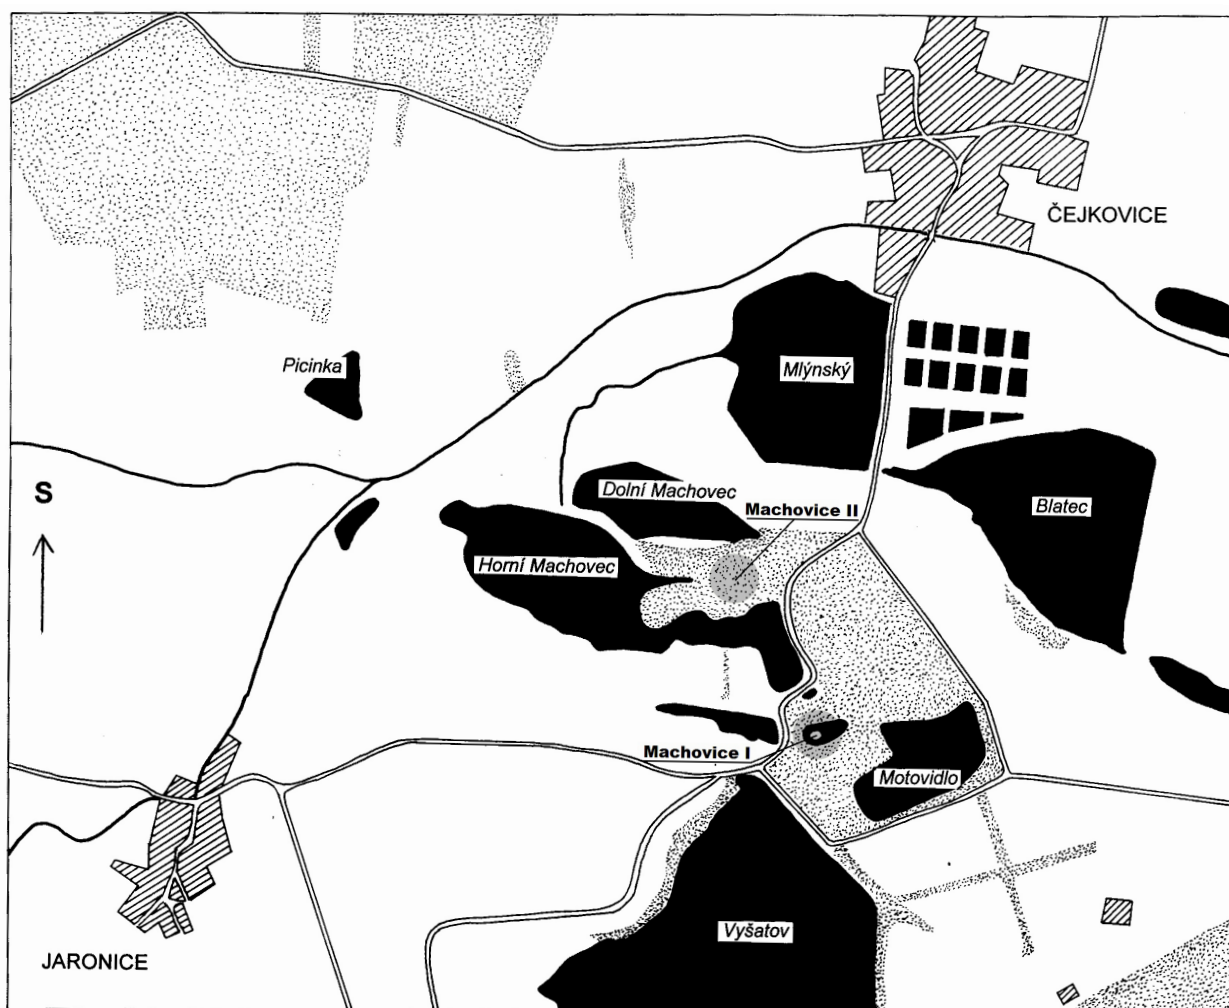 ČEJKOVICE
Picinka
Mlýnský
S
Dolní Machovec
Machovice II
Blatec
Horní Machovec
Machovice I
Motovidlo
Vyšatov
JARONICE